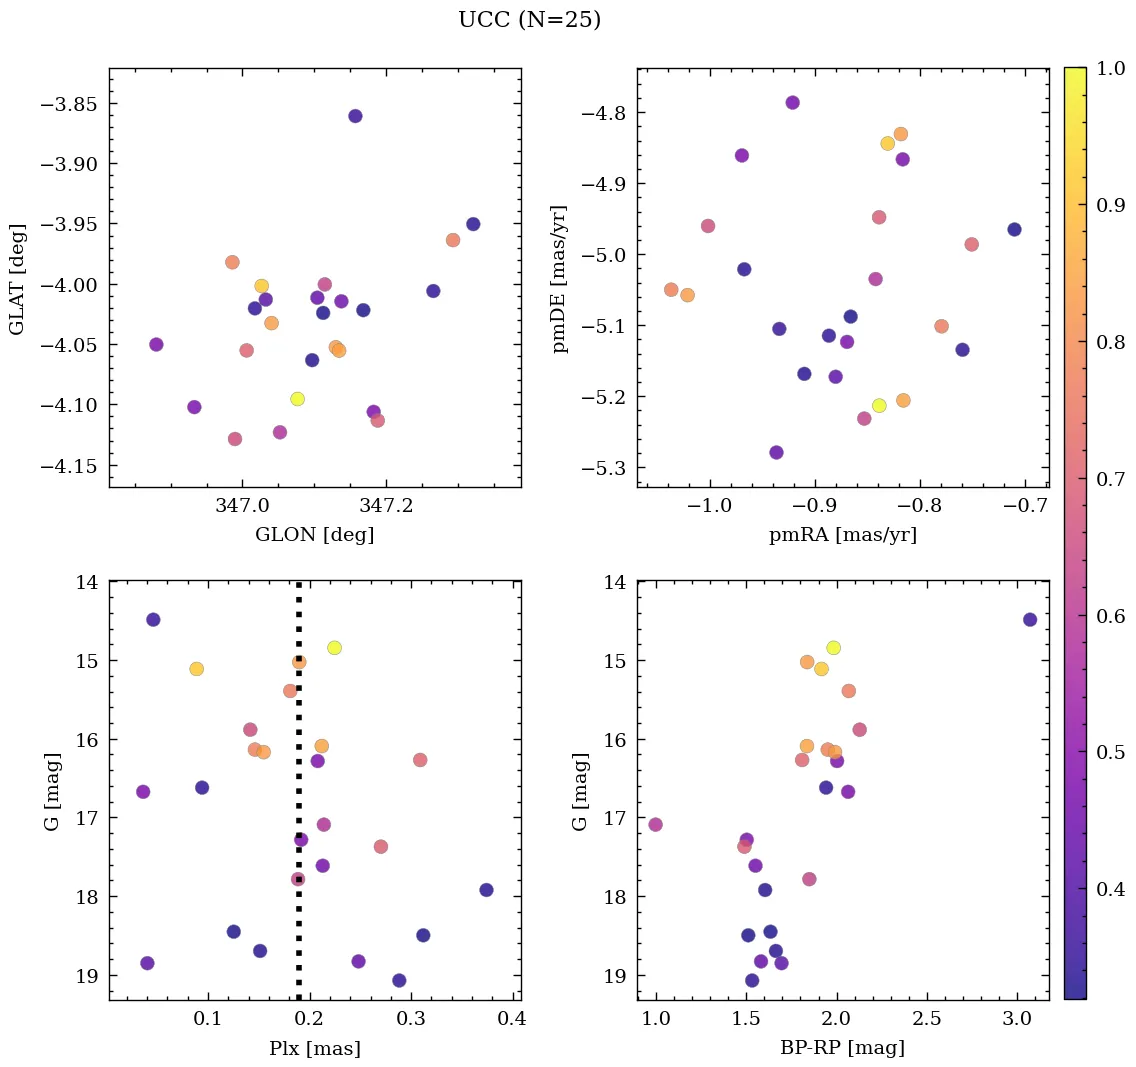 UCC (N=25)
−3.85
−3.90
−3.95
−4.00
−4.05
−4.10
−4.15
GLAT [deg]
347.0 347.2
GLON [deg]
−4.8
−4.9
−5.0
−5.1
−5.2
−5.3
pmDE [mas/yr]
−1.0 −0.9 −0.8 −0.7
pmRA [mas/yr]
14
15
16
17
18
19
G [mag]
0.1 0.2 0.3 0.4
Plx [mas]
14
15
16
17
18
19
G [mag]
1.0 1.5 2.0 2.5 3.0
BP-RP [mag]
1.0
0.9
0.8
0.7
0.6
0.5
0.4